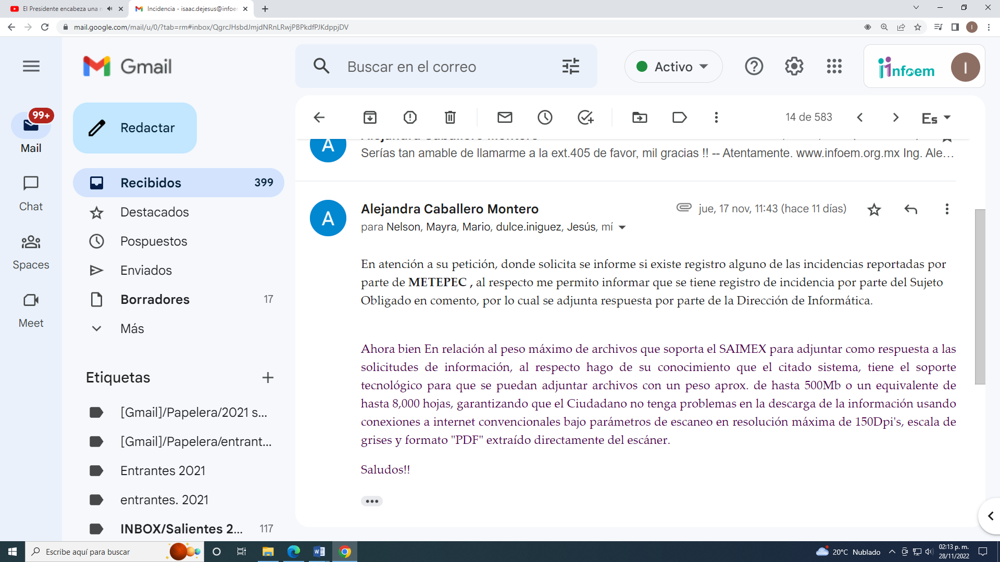 El Presidente encabeza una
Incidencia - isaac.dejesus@infoem
mail.google.com/mail/u/0/?tab=rm#inbox/QgrcJHsbdJmjdNRnLRwjPBPkdfPJKdppjDV
I
Gmail
Buscar en el correo
Activo
infoem
I
99+
Mail
Chat
Spaces
Meet
Redactar
Recibidos 399
Destacados
Pospuestos
Enviados
Borradores 17
Más
Etiquetas
[Gmail]/Papelera/2021 s...
[Gmail]/Papelera/entrant...
Entrantes 2021
entrantes. 2021
INBOX/Salientes 2... 117
14 de 583
Es
A
Alejandra Caballero Montero
Serías tan amable de llamarme a la ext.405 de favor, mil gracias !! -- Atentamente. www.infoem.org.mx Ing. Ale...
A
Alejandra Caballero Montero
jue, 17 nov, 11:43 (hace 11 días)
para Nelson, Mayra, Mario, dulce.iniguez, Jesús, mí
En atención a su petición, donde solicita se informe si existe registro alguno de las incidencias reportadas por
parte de METEPEC , al respecto me permito informar que se tiene registro de incidencia por parte del Sujeto
Obligado en comento, por lo cual se adjunta respuesta por parte de la Dirección de Informática.
Ahora bien En relación al peso máximo de archivos que soporta el SAIMEX para adjuntar como respuesta a las
solicitudes de información, al respecto hago de su conocimiento que el citado sistema, tiene el soporte
tecnológico para que se puedan adjuntar archivos con un peso aprox. de hasta 500Mb o un equivalente de
hasta 8,000 hojas, garantizando que el Ciudadano no tenga problemas en la descarga de la información usando
conexiones a internet convencionales bajo parámetros de escaneo en resolución máxima de 150Dpi's, escala de
grises y formato "PDF" extraído directamente del escáner.
Saludos!!
Escribe aquí para buscar
20°C Nublado
02:13 p. m.
28/11/2022